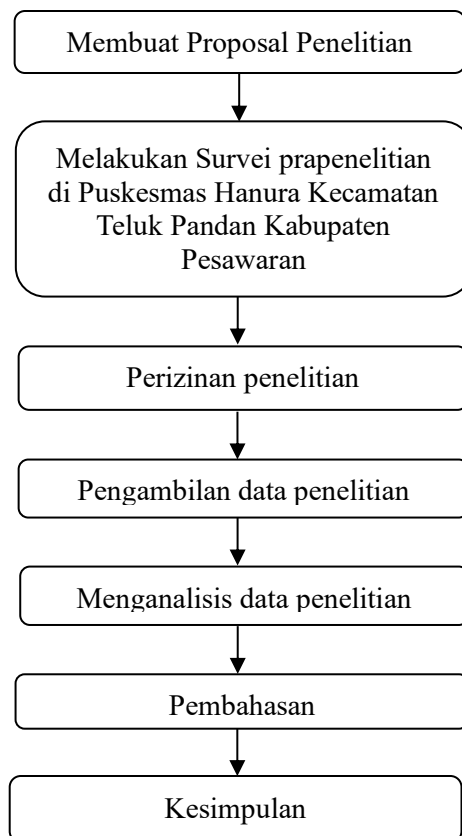 Membuat Proposal Penelitian
Melakukan Survei prapenelitian
di Puskesmas Hanura Kecamatan
Teluk Pandan Kabupaten
Pesawaran
Perizinan penelitian
Pengambilan data penelitian
Menganalisis data penelitian
Pembahasan
Kesimpulan